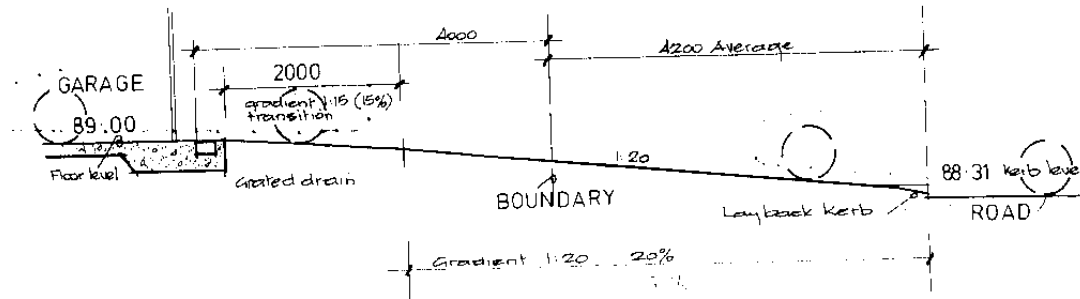 4000
4200 Average
2000
GARAGE
gradient 1:15 (15%)
transition
89.00
Floor level
Grated drain
1:20
BOUNDARY
88.31 Kerb leve
Layback Kerb
ROAD
Gradient 1:20 20%